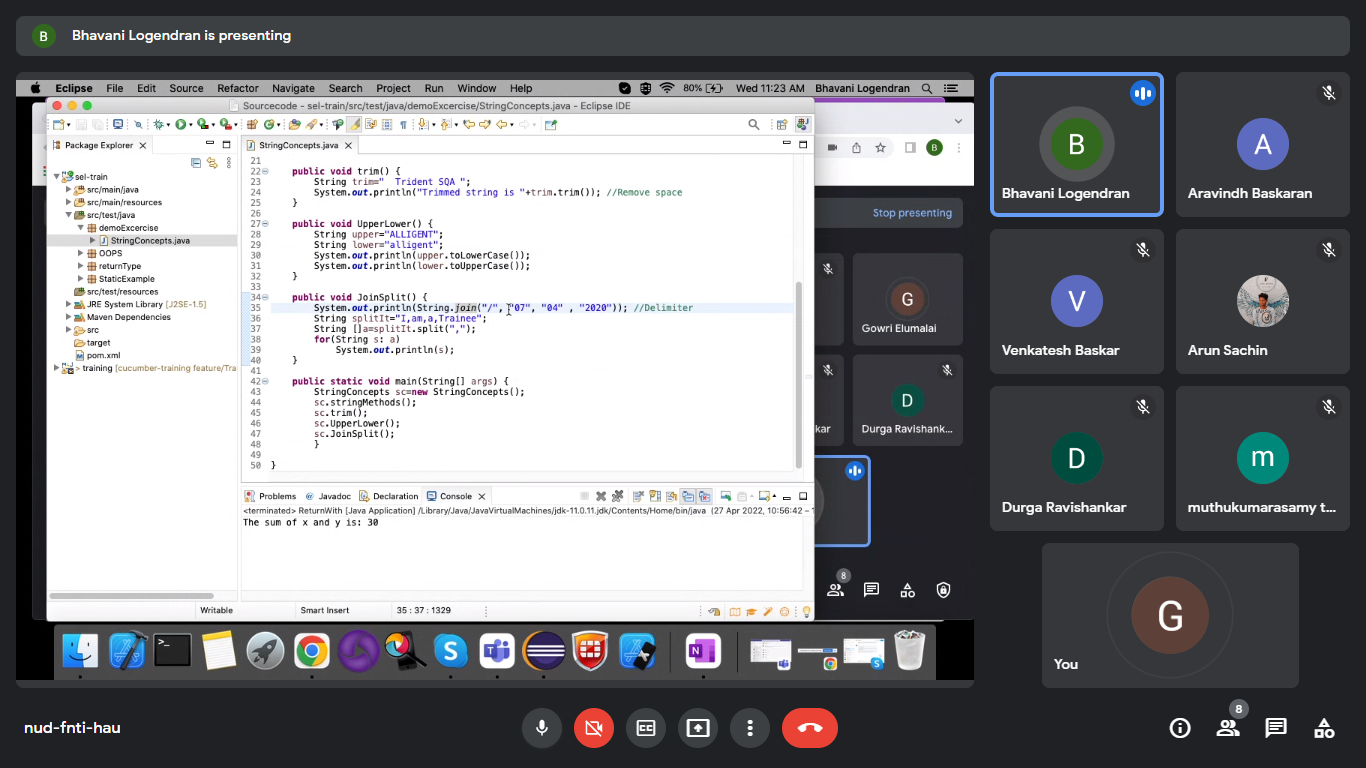 B Bhavani Logendran is presenting
Eclipse File Edit Source Refactor Navigate Search Project Run Window Help 80% Wed 11:23 AM Bhavani Logendran
Sourcecode - sel-train/src/test/java/demoExercise/StringConcepts.java - Eclipse IDE
Package Explorer
sel-train
src/main/java
src/main/resources
src/test/java
demoExcercise
StringConcepts.java
OOPS
returnType
StaticExample
src/test/resources
JRE System Library [J2SE-1.5]
Maven Dependencies
src
target
pom.xml
> training [cucumber-training feature/Tra
StringConcepts.java
21
22 public void trim() {
23 String trim="  Trident SQA ";
24 System.out.println("Trimmed string is "+trim.trim()); //Remove space
25 }
26
27 public void UpperLower() {
28 String upper="ALLIGENT";
29 String lower="alligent";
30 System.out.println(upper.toLowerCase());
31 System.out.println(lower.toUpperCase());
32 }
33
34 public void JoinSplit() {
35 System.out.println(String.join("/", "07", "04" , "2020")); //Delimiter
36 String splitIt="I,am,a,Trainee";
37 String []a=splitIt.split(",");
38 for(String s: a)
39 System.out.println(s);
40 }
41
42 public static void main(String[] args) {
43 StringConcepts sc=new StringConcepts();
44 sc.stringMethods();
45 sc.trim();
46 sc.UpperLower();
47 sc.JoinSplit();
48 }
49
50 }
Problems @ Javadoc Declaration Console
<terminated> ReturnWith [Java Application] /Library/Java/JavaVirtualMachines/jdk-11.0.11.jdk/Contents/Home/bin/java (27 Apr 2022, 10:56:42 –
The sum of x and y is: 30
Writable Smart Insert 35 : 37 : 1329
B
Stop presenting
G
Gowri Elumalai
kar
D
Durga Ravishank...
8
S
N
B
Bhavani Logendran
A
Aravindh Baskaran
V
Venkatesh Baskar
Arun Sachin
D
Durga Ravishankar
m
muthukumarasamy t...
G
You
nud-fnti-hau
8